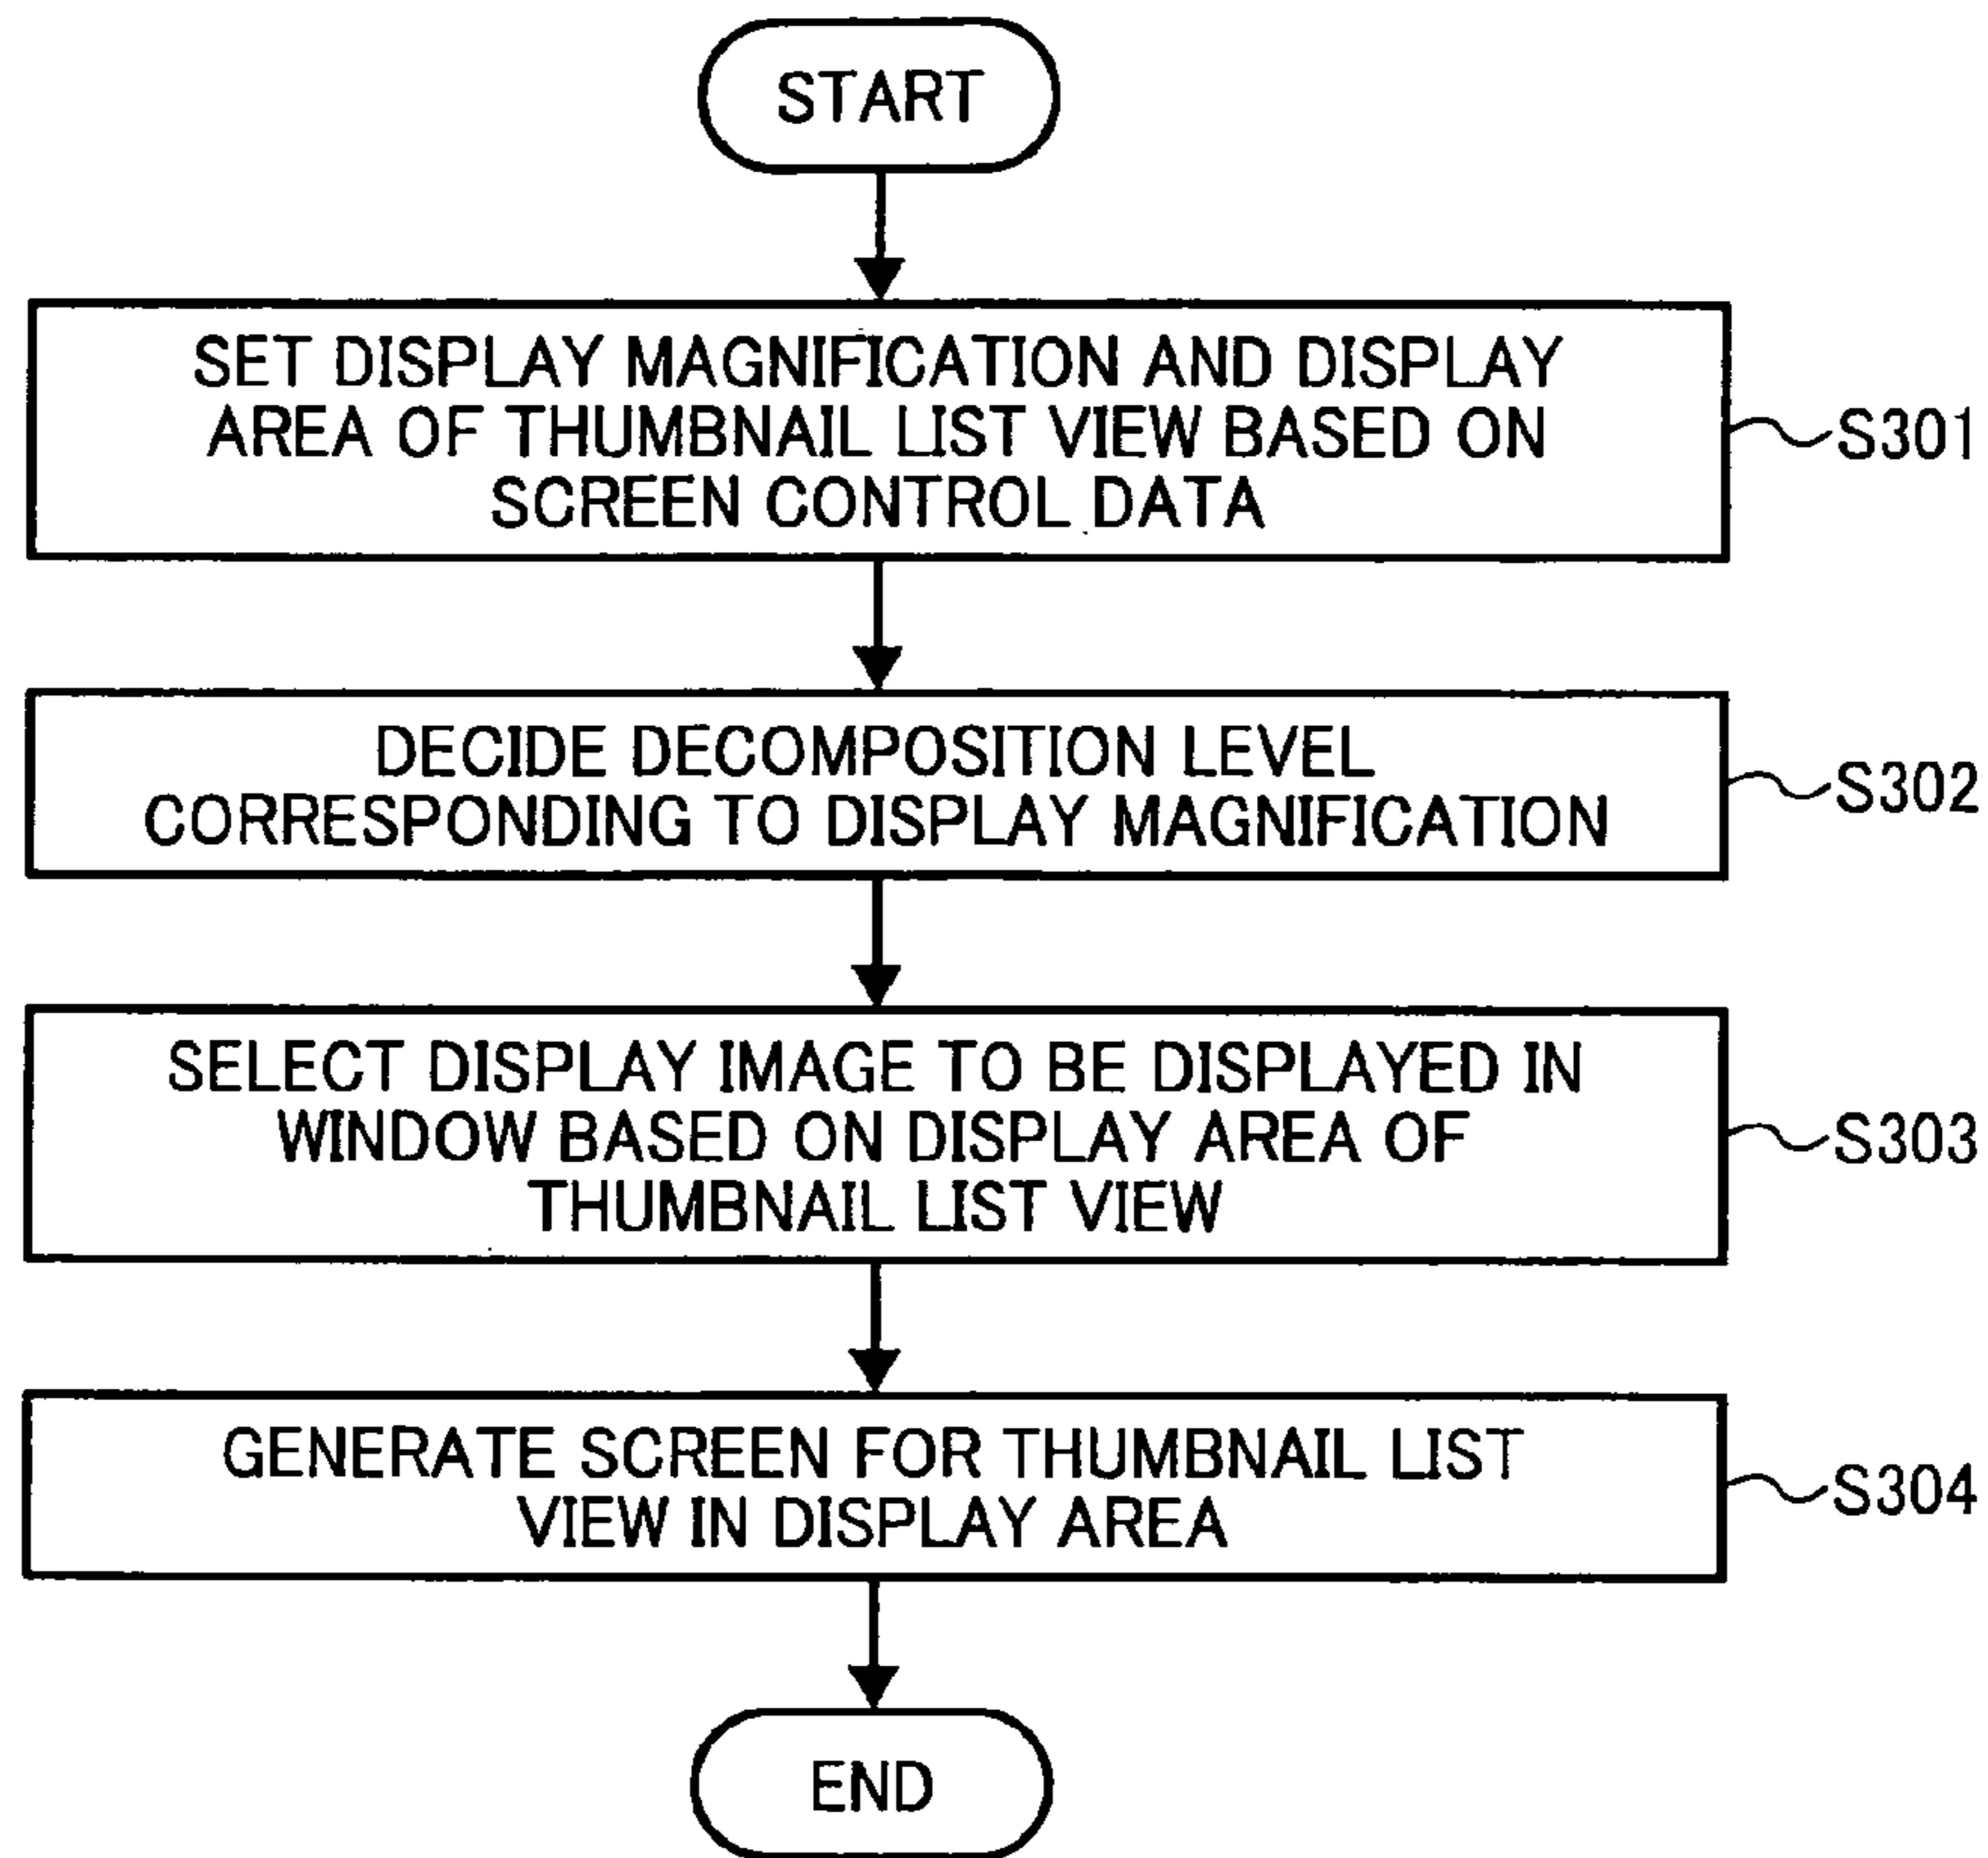 START
SET DISPLAY MAGNIFICATION AND DISPLAY
AREA OF THUMBNAIL LIST VIEW BASED ON
SCREEN CONTROL DATA
S301
DECIDE DECOMPOSITION LEVEL
CORRESPONDING TO DISPLAY MAGNIFICATION
S302
SELECT DISPLAY IMAGE TO BE DISPLAYED IN
WINDOW BASED ON DISPLAY AREA OF
THUMBNAIL LIST VIEW
S303
GENERATE SCREEN FOR THUMBNAIL LIST
VIEW IN DISPLAY AREA
S304
END